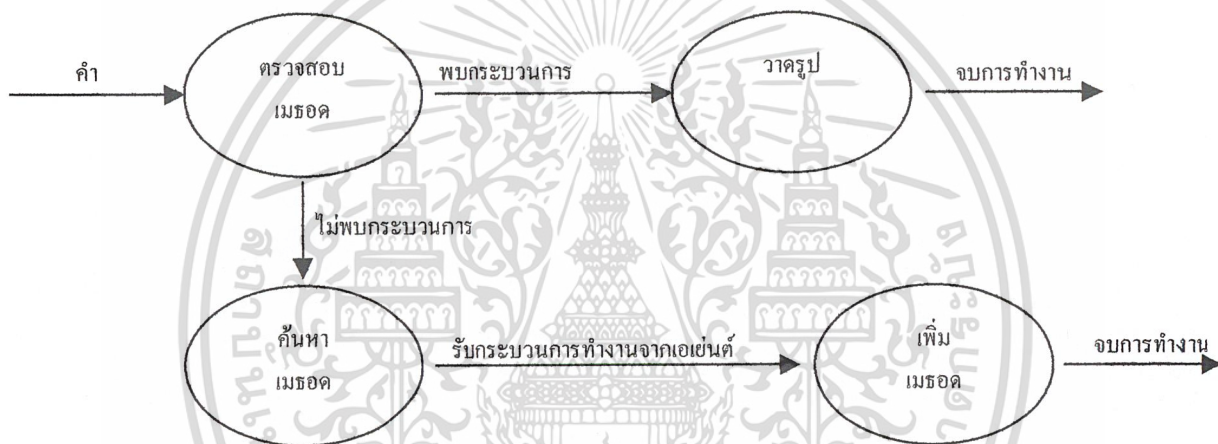 คำ
ตรวจสอบ
เมธอด
พบกระบวนการ
วาดรูป
จบการทำงาน
ไม่พบกระบวนการ
ค้นหา
เมธอด
รับกระบวนการทำงานจากเอเย่นต์
เพิ่ม
เมธอด
จบการทำงาน